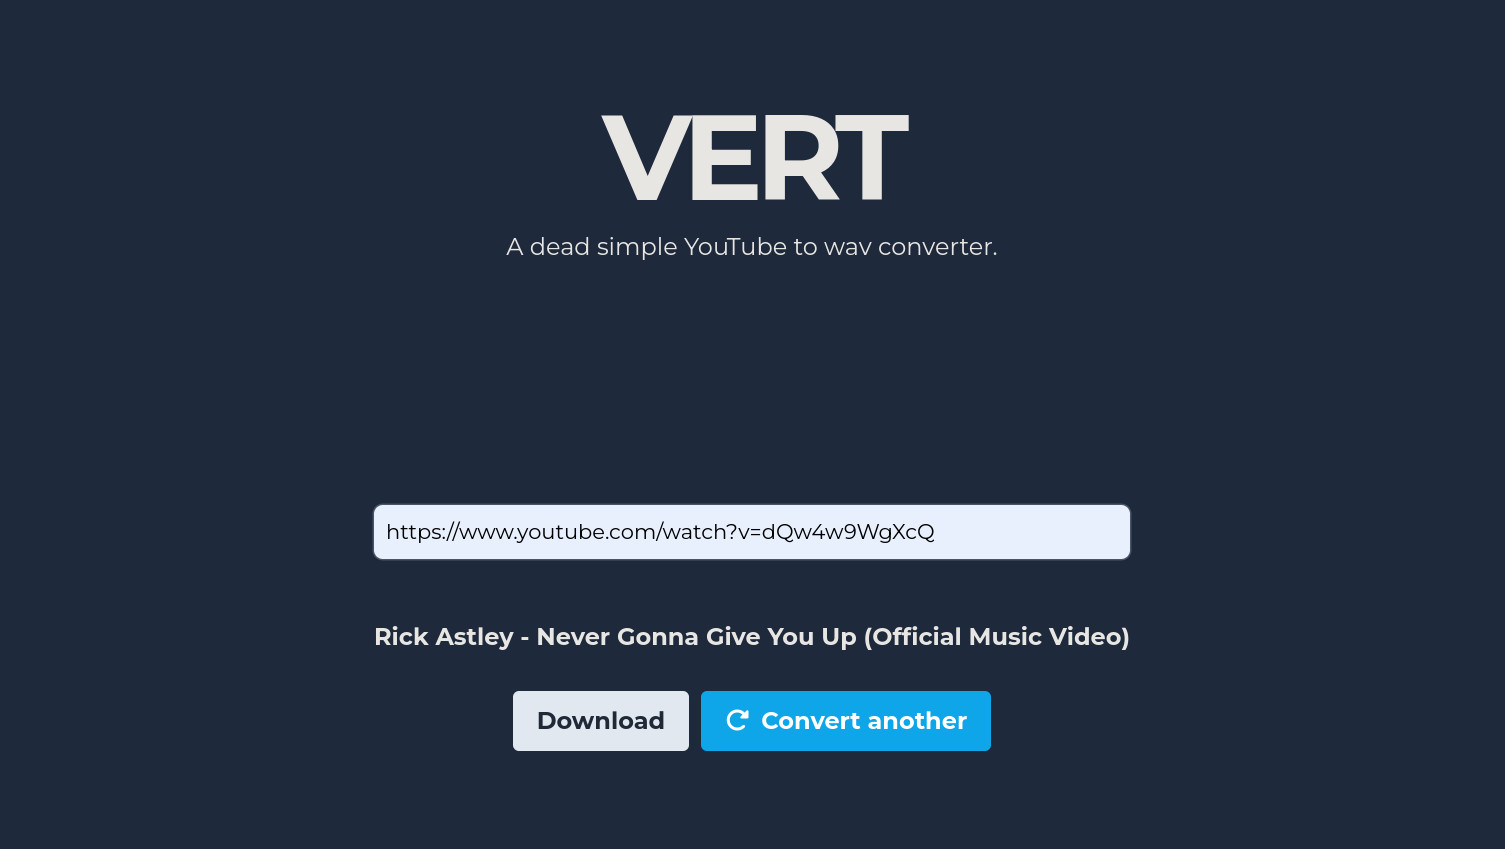 VERT
A dead simple YouTube to wav converter.
https://www.youtube.com/watch?v=dQw4w9WgXcQ
Rick Astley - Never Gonna Give You Up (Official Music Video)
Download
Convert another